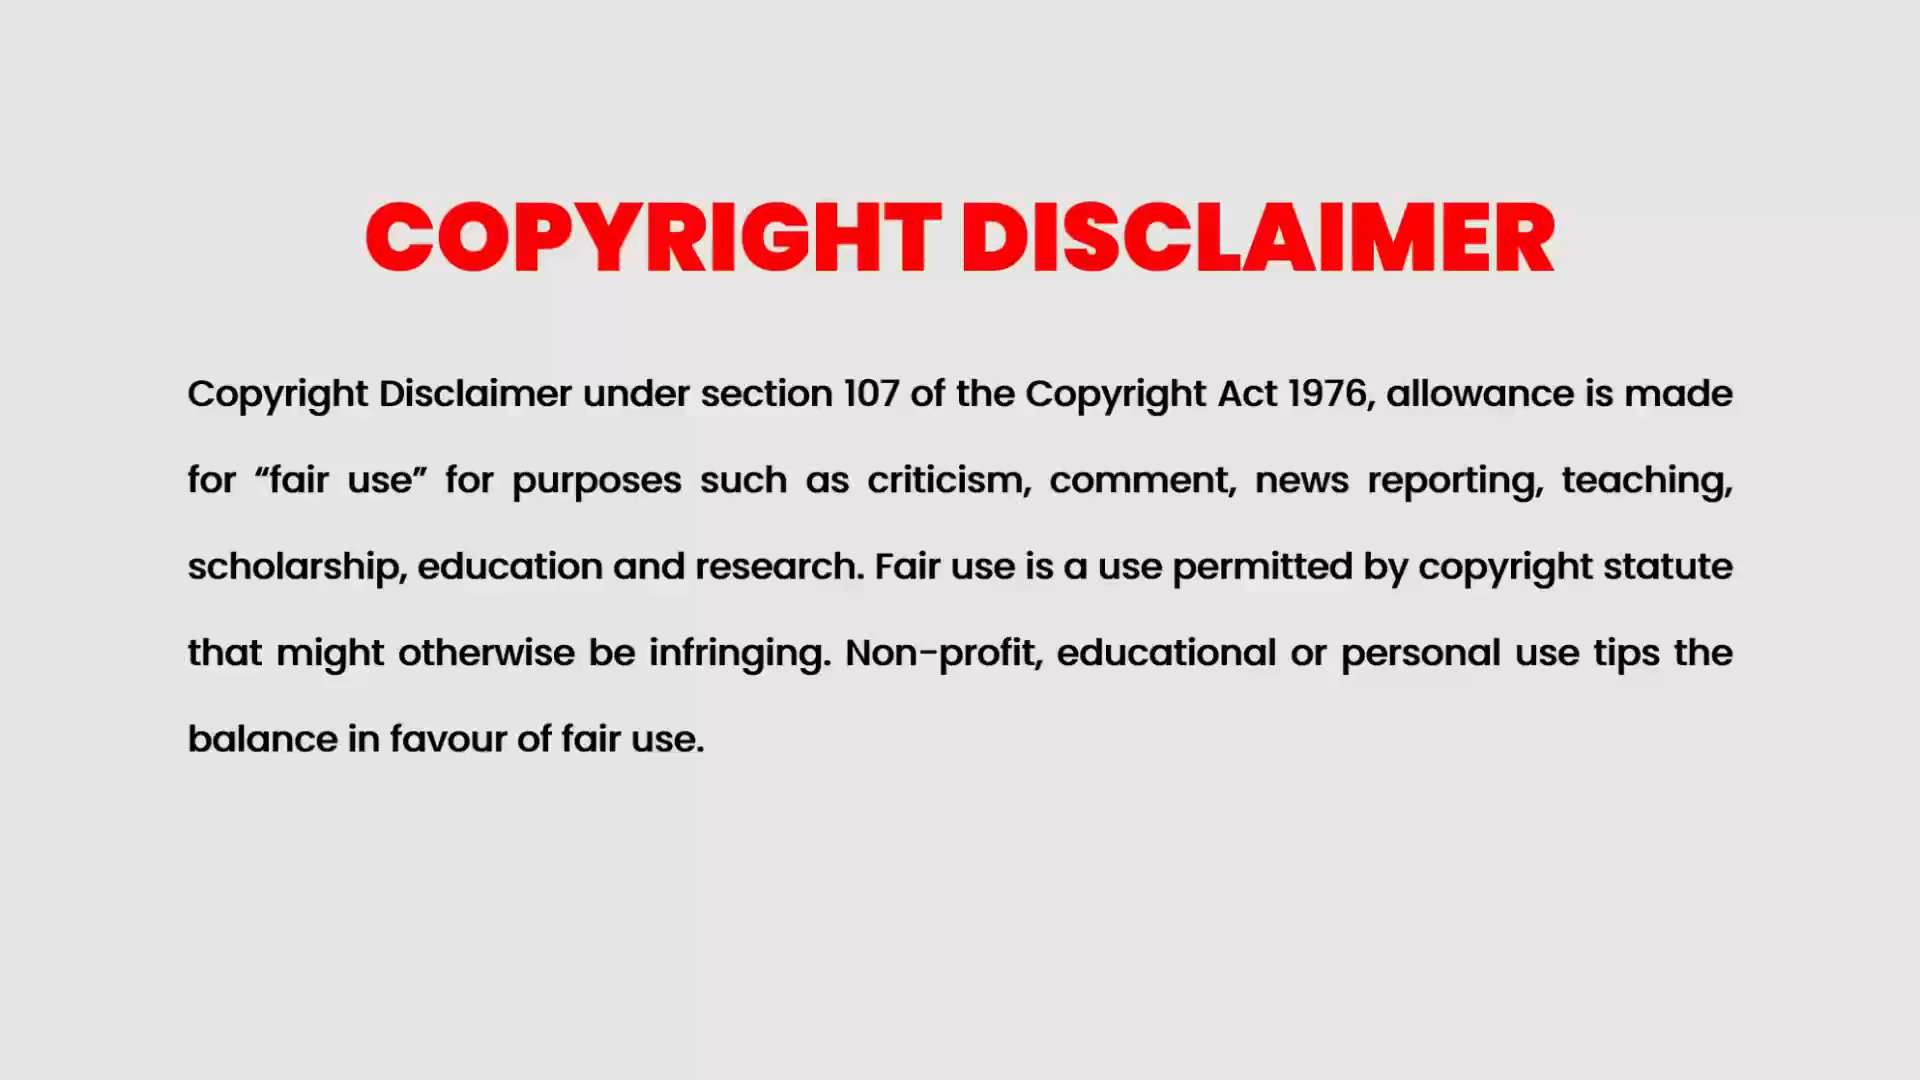 COPYRIGHT DISCLAIMER
Copyright Disclaimer under section 107 of the Copyright Act 1976, allowance is made
for “fair use” for purposes such as criticism, comment, news reporting, teaching,
scholarship, education and research. Fair use is a use permitted by copyright statute
that might otherwise be infringing. Non-profit, educational or personal use tips the
balance in favour of fair use.